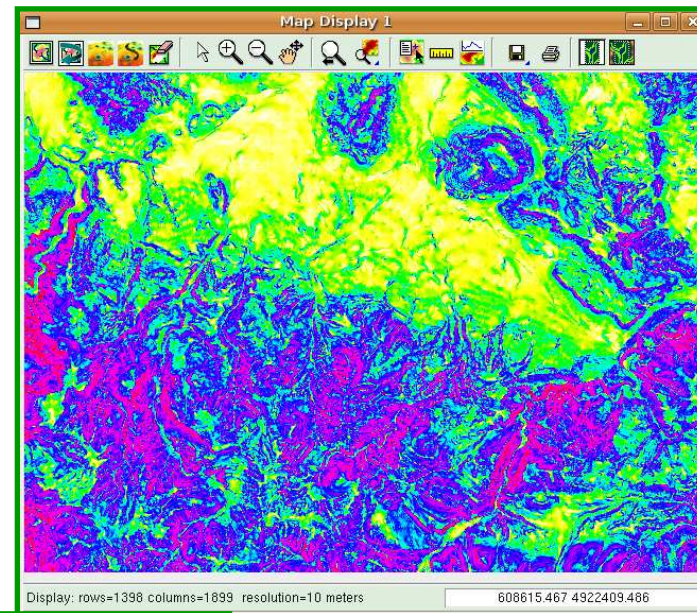 Map Display 1
Display: rows=1398 columns=1899 resolution=10 meters
608615.467 4922409.486